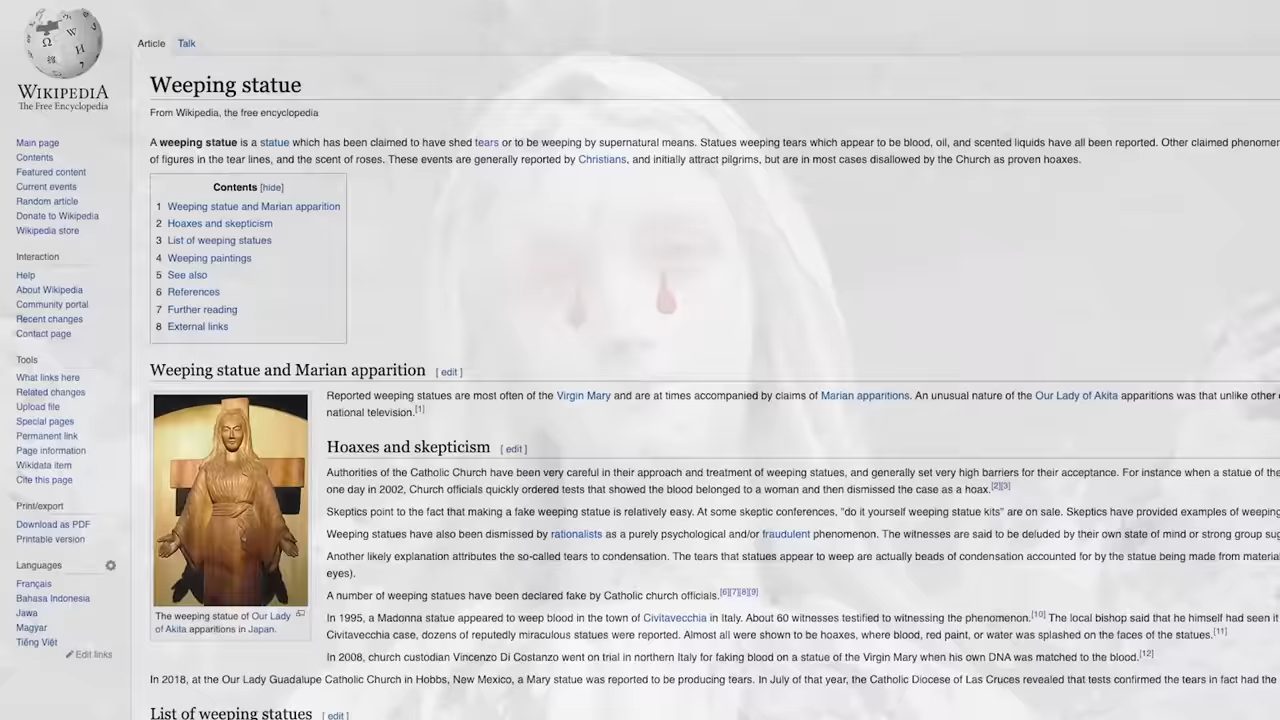 WIKIPEDIA
The Free Encyclopedia
Main page
Contents
Featured content
Current events
Random article
Donate to Wikipedia
Wikipedia store
Interaction
Help
About Wikipedia
Community portal
Recent changes
Contact page
Tools
What links here
Related changes
Upload file
Special pages
Permanent link
Page information
Wikidata item
Cite this page
Print/export
Download as PDF
Printable version
Languages
Français
Bahasa Indonesia
Jawa
Magyar
Tiếng Việt
Edit links
Article Talk
Weeping statue
From Wikipedia, the free encyclopedia
A weeping statue is a statue which has been claimed to have shed tears or to be weeping by supernatural means. Statues weeping tears which appear to be blood, oil, and scented liquids have all been reported. Other claimed phenomen
of figures in the tear lines, and the scent of roses. These events are generally reported by Christians, and initially attract pilgrims, but are in most cases disallowed by the Church as proven hoaxes.
Contents [hide]
1 Weeping statue and Marian apparition
2 Hoaxes and skepticism
3 List of weeping statues
4 Weeping paintings
5 See also
6 References
7 Further reading
8 External links
Weeping statue and Marian apparition [ edit ]
Reported weeping statues are most often of the Virgin Mary and are at times accompanied by claims of Marian apparitions. An unusual nature of the Our Lady of Akita apparitions was that unlike other
national television.[1]
The weeping statue of Our Lady
of Akita apparitions in Japan.
Hoaxes and skepticism [ edit ]
Authorities of the Catholic Church have been very careful in their approach and treatment of weeping statues, and generally set very high barriers for their acceptance. For instance when a statue of the
one day in 2002, Church officials quickly ordered tests that showed the blood belonged to a woman and then dismissed the case as a hoax.[2][3]
Skeptics point to the fact that making a fake weeping statue is relatively easy. At some skeptic conferences, "do it yourself weeping statue kits" are on sale. Skeptics have provided examples of weeping
Weeping statues have also been dismissed by rationalists as a purely psychological and/or fraudulent phenomenon. The witnesses are said to be deluded by their own state of mind or strong group sug
Another likely explanation attributes the so-called tears to condensation. The tears that statues appear to weep are actually beads of condensation accounted for by the statue being made from material
eyes).
A number of weeping statues have been declared fake by Catholic church officials.[6][7][8][9]
In 1995, a Madonna statue appeared to weep blood in the town of Civitavecchia in Italy. About 60 witnesses testified to witnessing the phenomenon.[10] The local bishop said that he himself had seen it
Civitavecchia case, dozens of reputedly miraculous statues were reported. Almost all were shown to be hoaxes, where blood, red paint, or water was splashed on the faces of the statues.[11]
In 2008, church custodian Vincenzo Di Costanzo went on trial in northern Italy for faking blood on a statue of the Virgin Mary when his own DNA was matched to the blood.[12]
In 2018, at the Our Lady Guadalupe Catholic Church in Hobbs, New Mexico, a Mary statue was reported to be producing tears. In July of that year, the Catholic Diocese of Las Cruces revealed that tests confirmed the tears in fact had the
List of weeping statues [ edit ]